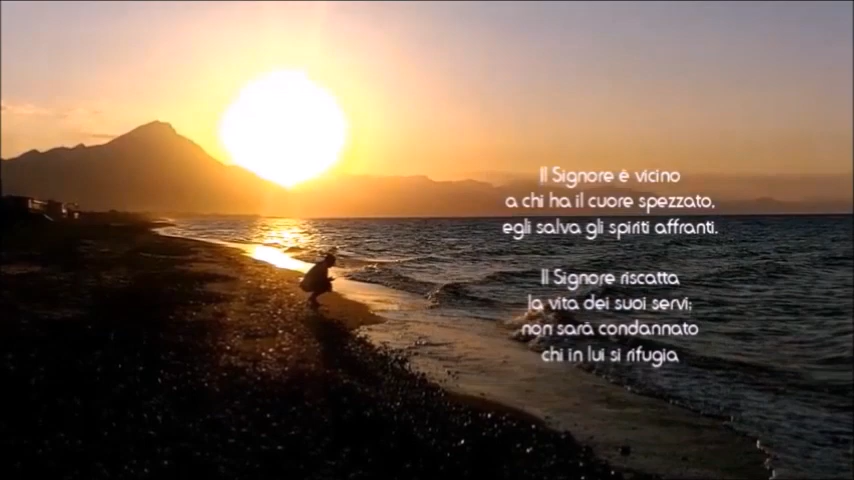 Il Signore è vicino
a chi ha il cuore spezzato,
egli salva gli spiriti affranti.
Il Signore riscatta
la vita dei suoi servi;
non sarà condannato
chi in lui si rifugia